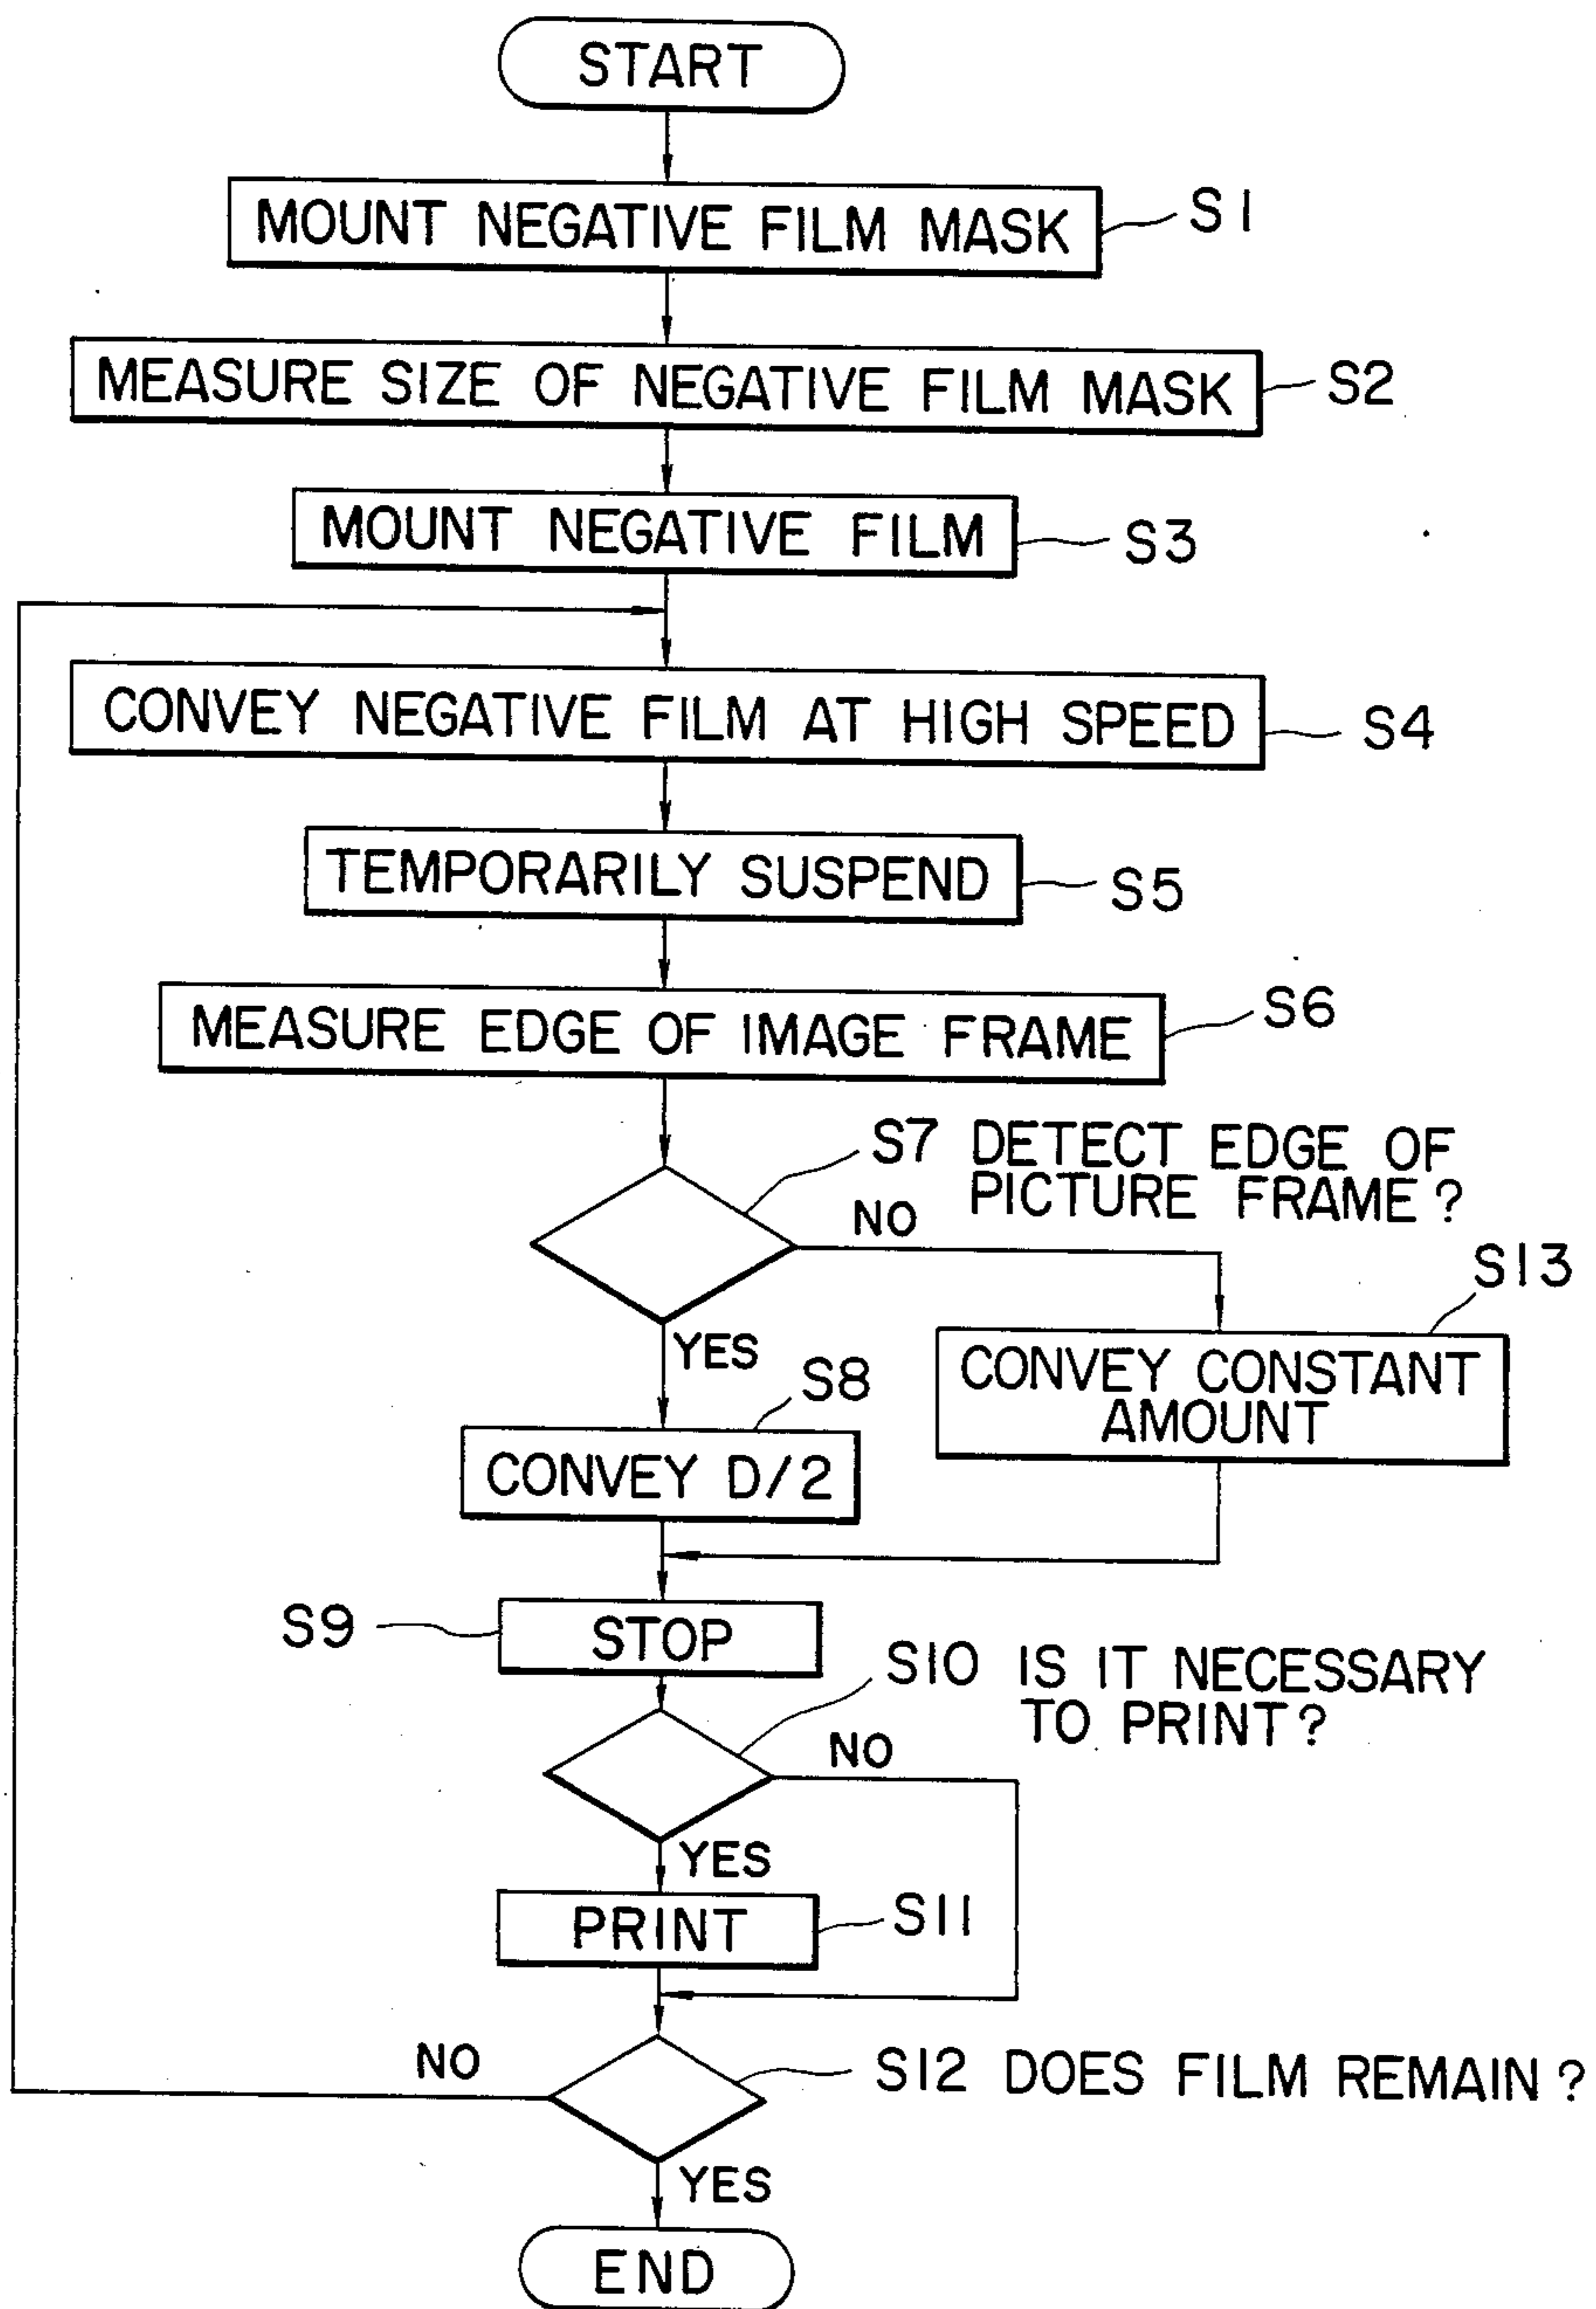 START
MOUNT NEGATIVE FILM MASK
S1
MEASURE SIZE OF NEGATIVE FILM MASK
S2
MOUNT NEGATIVE FILM
S3
CONVEY NEGATIVE FILM AT HIGH SPEED
S4
TEMPORARILY SUSPEND
S5
MEASURE EDGE OF IMAGE FRAME
S6
S7 DETECT EDGE OF
PICTURE FRAME?
NO
S13
YES
CONVEY CONSTANT
AMOUNT
S8
CONVEY D/2
S9
STOP
S10 IS IT NECESSARY
TO PRINT?
NO
YES
PRINT
S11
NO
S12 DOES FILM REMAIN?
YES
END